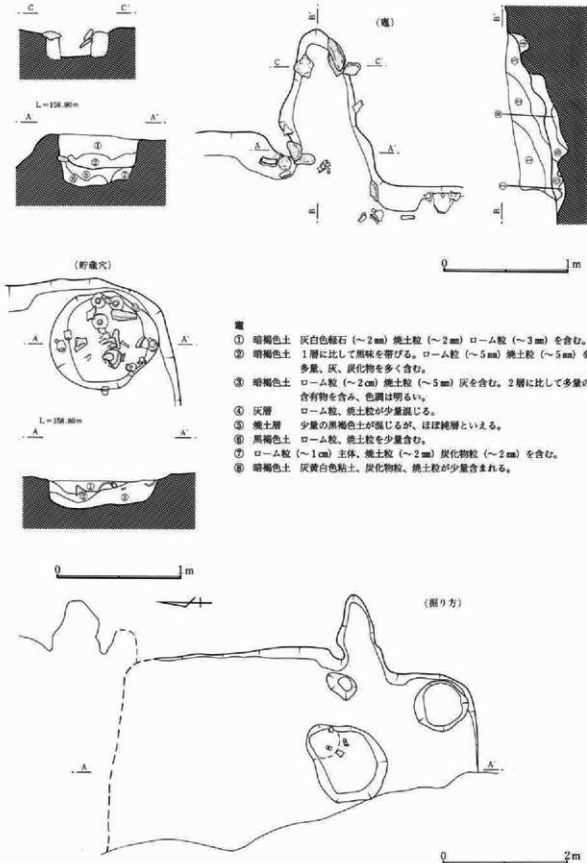 C C'
L=158.80m
A A'
①
②
(竈)
B'
C C'
A A'
B
B'
B
0 1m
(貯蔵穴)
A A'
L=158.80m
A A'
①
②
③
0 1m
竈
① 暗褐色土 灰白色軽石(～2㎜)焼土粒(～2㎜)ローム粒(～3㎜)を含む。
② 暗褐色土 1層に比して黒味を帯びる。ローム粒(～5㎜)焼土粒(～5㎜)を
多量、灰、炭化物を多く含む。
③ 暗褐色土 ローム粒(～2㎝)焼土粒(～5㎜)灰を含む。2層に比して多量の
含有物を含み、色調は明るい。
④ 灰層 ローム粒、焼土粒が少量混じる。
⑤ 焼土層 少量の黒褐色土が混じるが、ほぼ純層といえる。
⑥ 黒褐色土 ローム粒、焼土粒を少量含む。
⑦ ローム粒(～1㎝)主体、焼土粒(～2㎜)炭化物粒(～2㎜)を含む。
⑧ 暗褐色土 灰黄白色粘土、炭化物粒、焼土粒が少量含まれる。
(掘り方)
A A'
0 2m